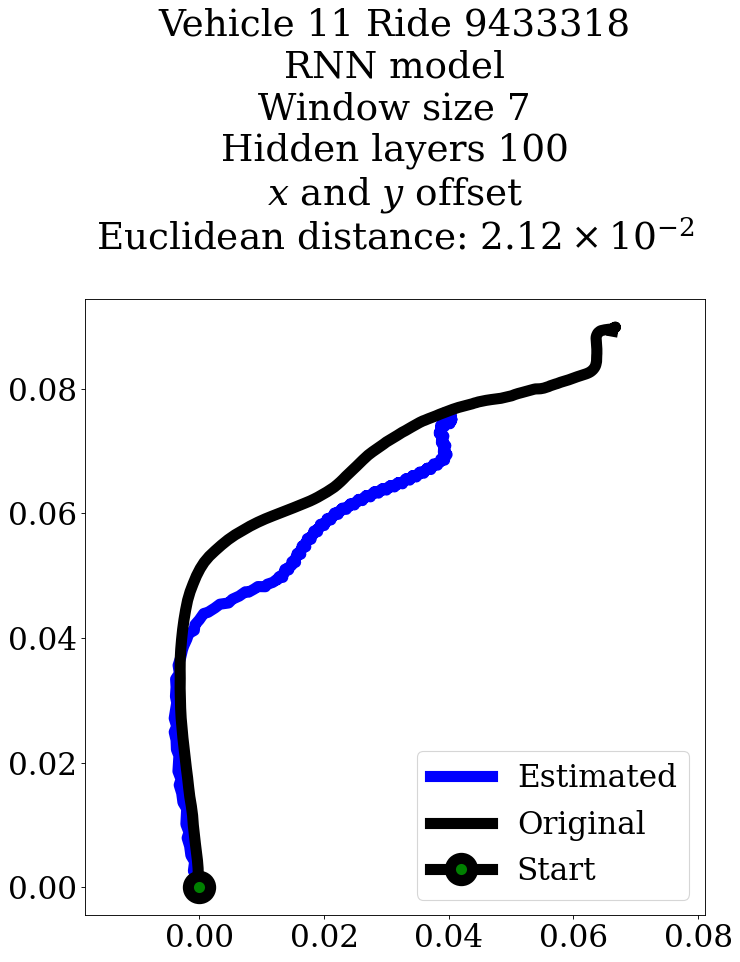 Vehicle 11 Ride 9433318
RNN model
Window size 7
Hidden layers 100
x and y offset
Euclidean distance: 2.12 × 10⁻²
0.08
0.06
0.04
0.02
0.00
Estimated
Original
Start
0.00 0.02 0.04 0.06 0.08